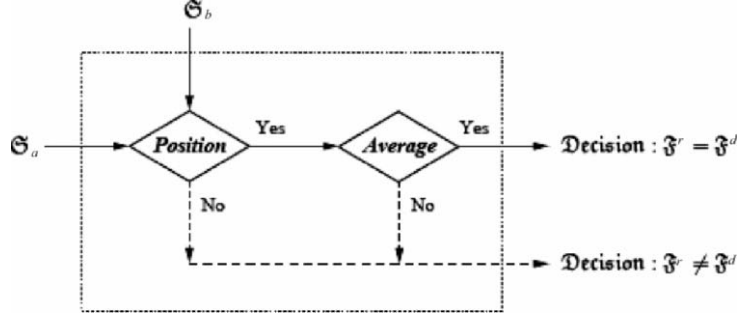 𝔖b
Yes
Yes
𝔖a
Position
Average
𝔇ecision : 𝔉r = 𝔉d
No
No
𝔇ecision : 𝔉r ≠ 𝔉d